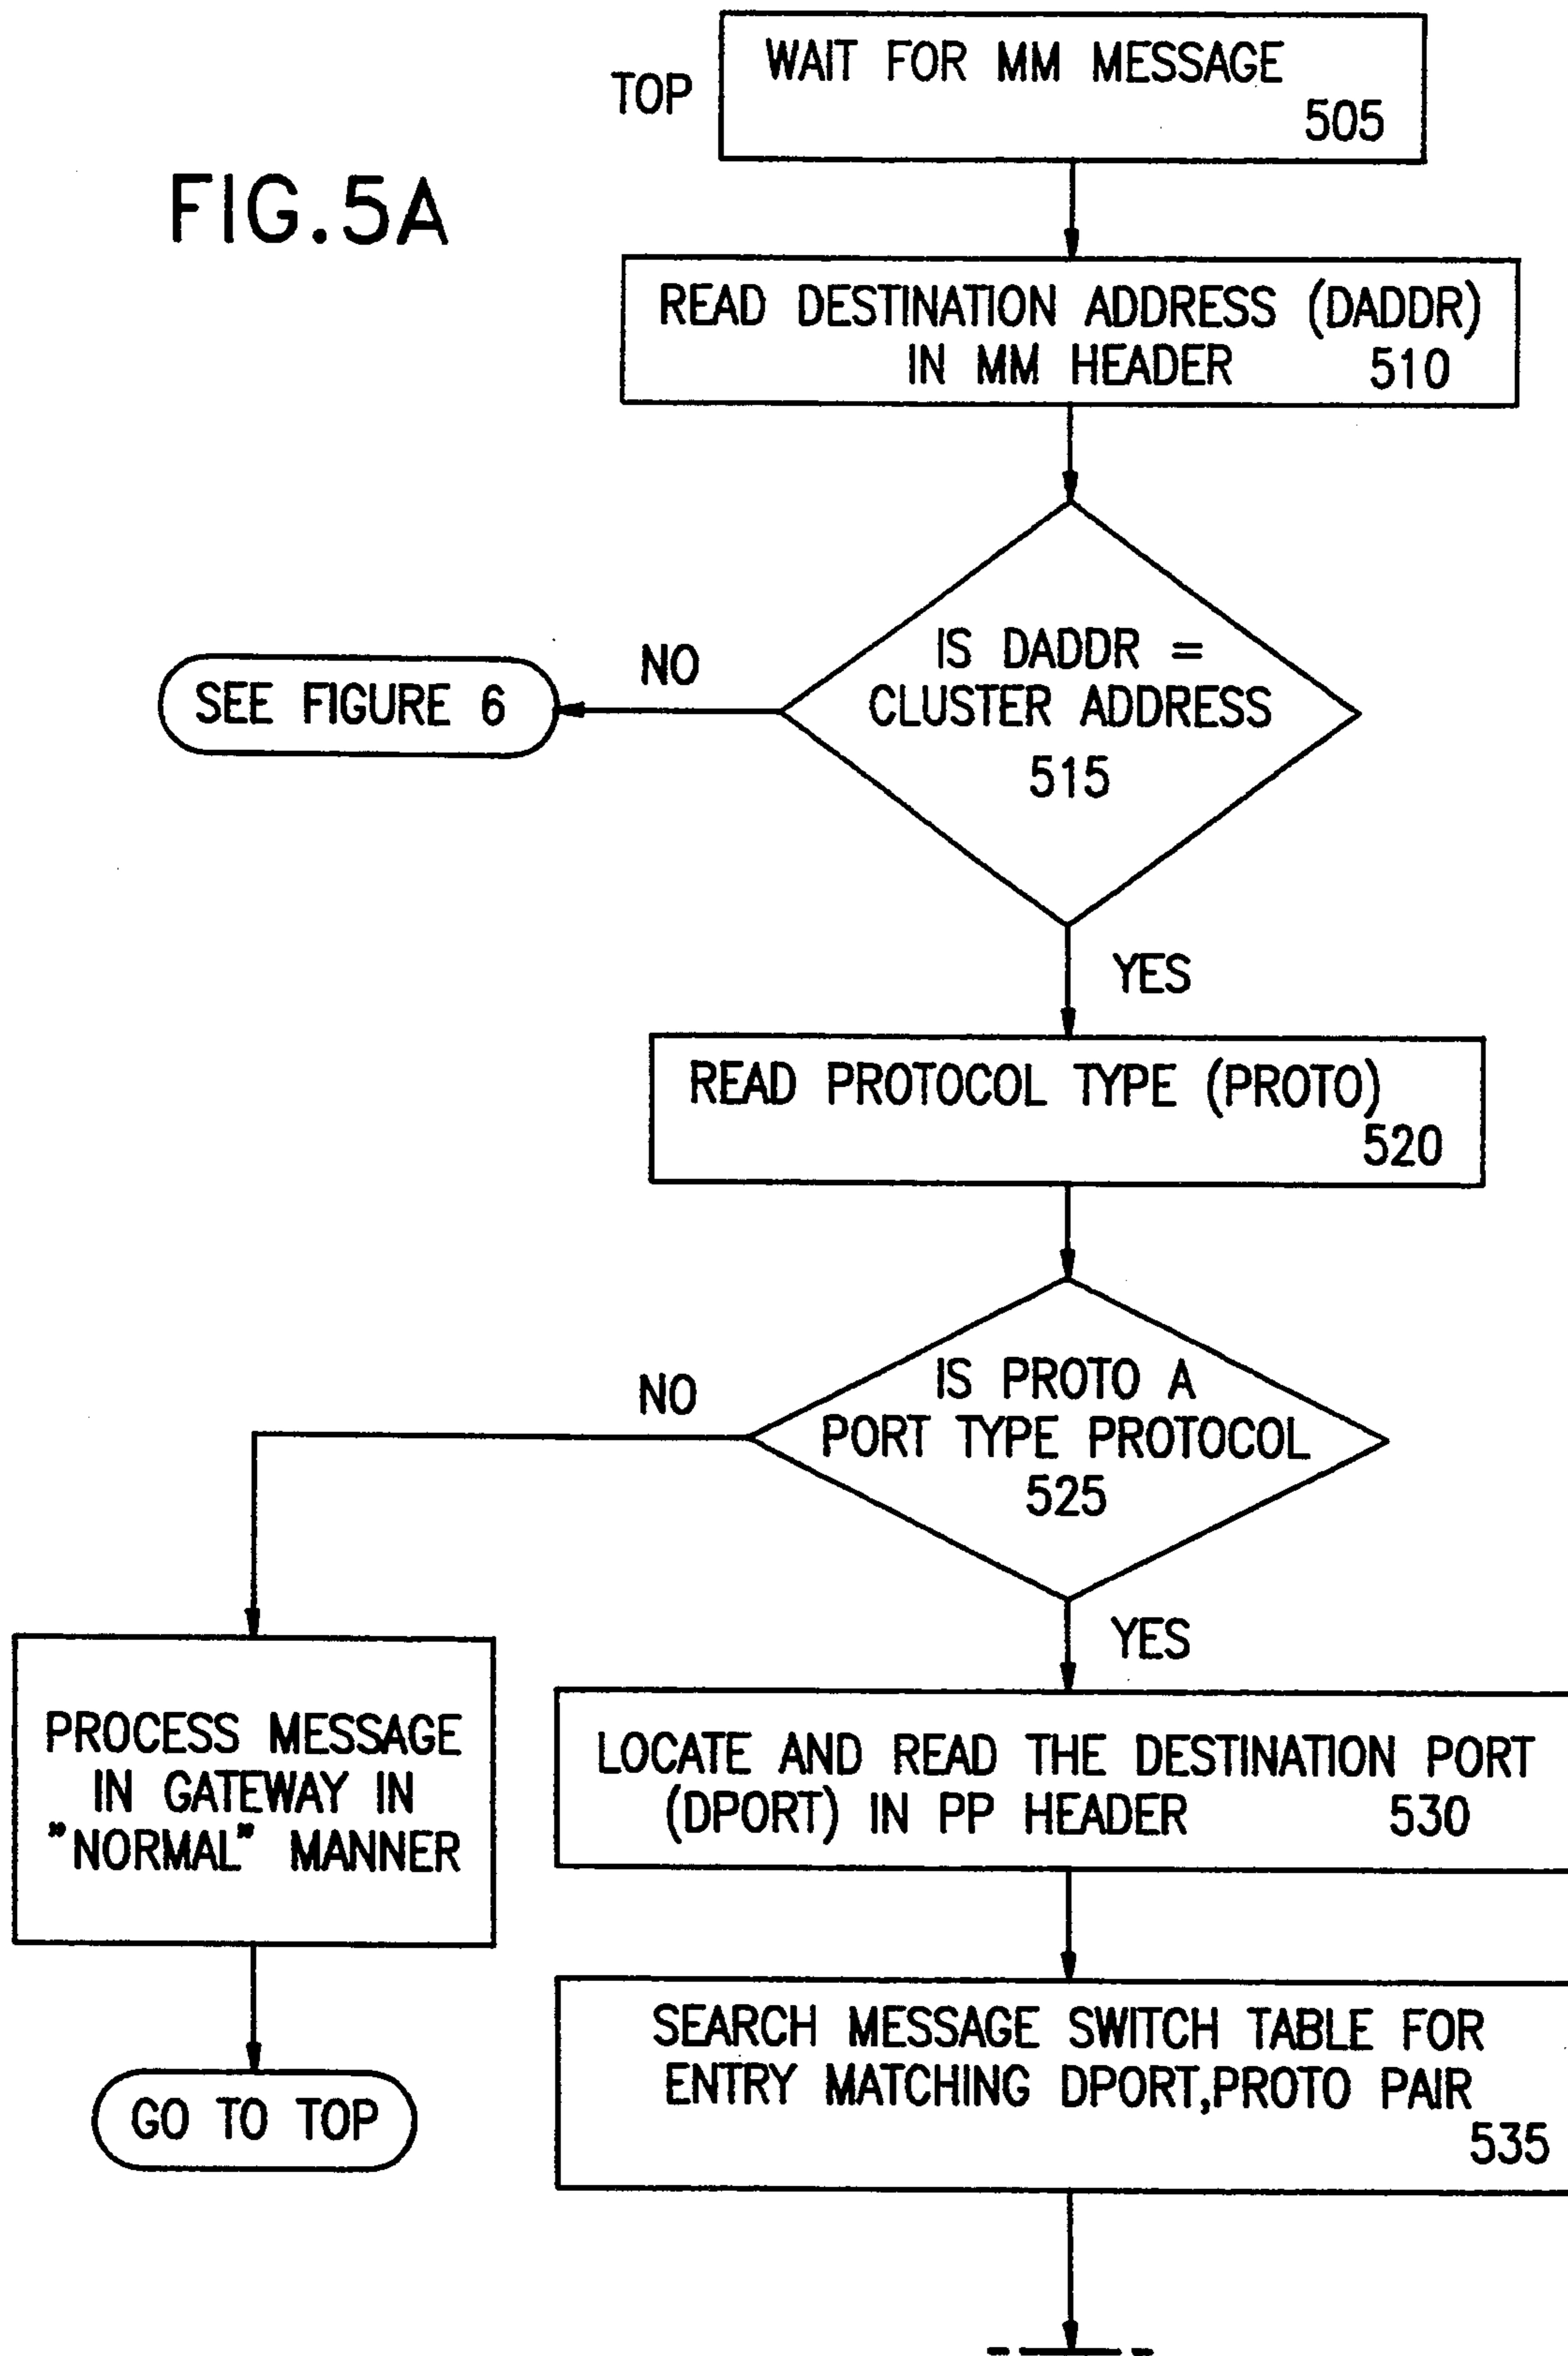 TOP
WAIT FOR MM MESSAGE
505
FIG.5A
READ DESTINATION ADDRESS (DADDR)
IN MM HEADER 510
IS DADDR =
CLUSTER ADDRESS
515
NO
SEE FIGURE 6
YES
READ PROTOCOL TYPE (PROTO)
520
IS PROTO A
PORT TYPE PROTOCOL
525
NO
YES
PROCESS MESSAGE
IN GATEWAY IN
"NORMAL" MANNER
LOCATE AND READ THE DESTINATION PORT
(DPORT) IN PP HEADER 530
SEARCH MESSAGE SWITCH TABLE FOR
ENTRY MATCHING DPORT,PROTO PAIR
535
GO TO TOP